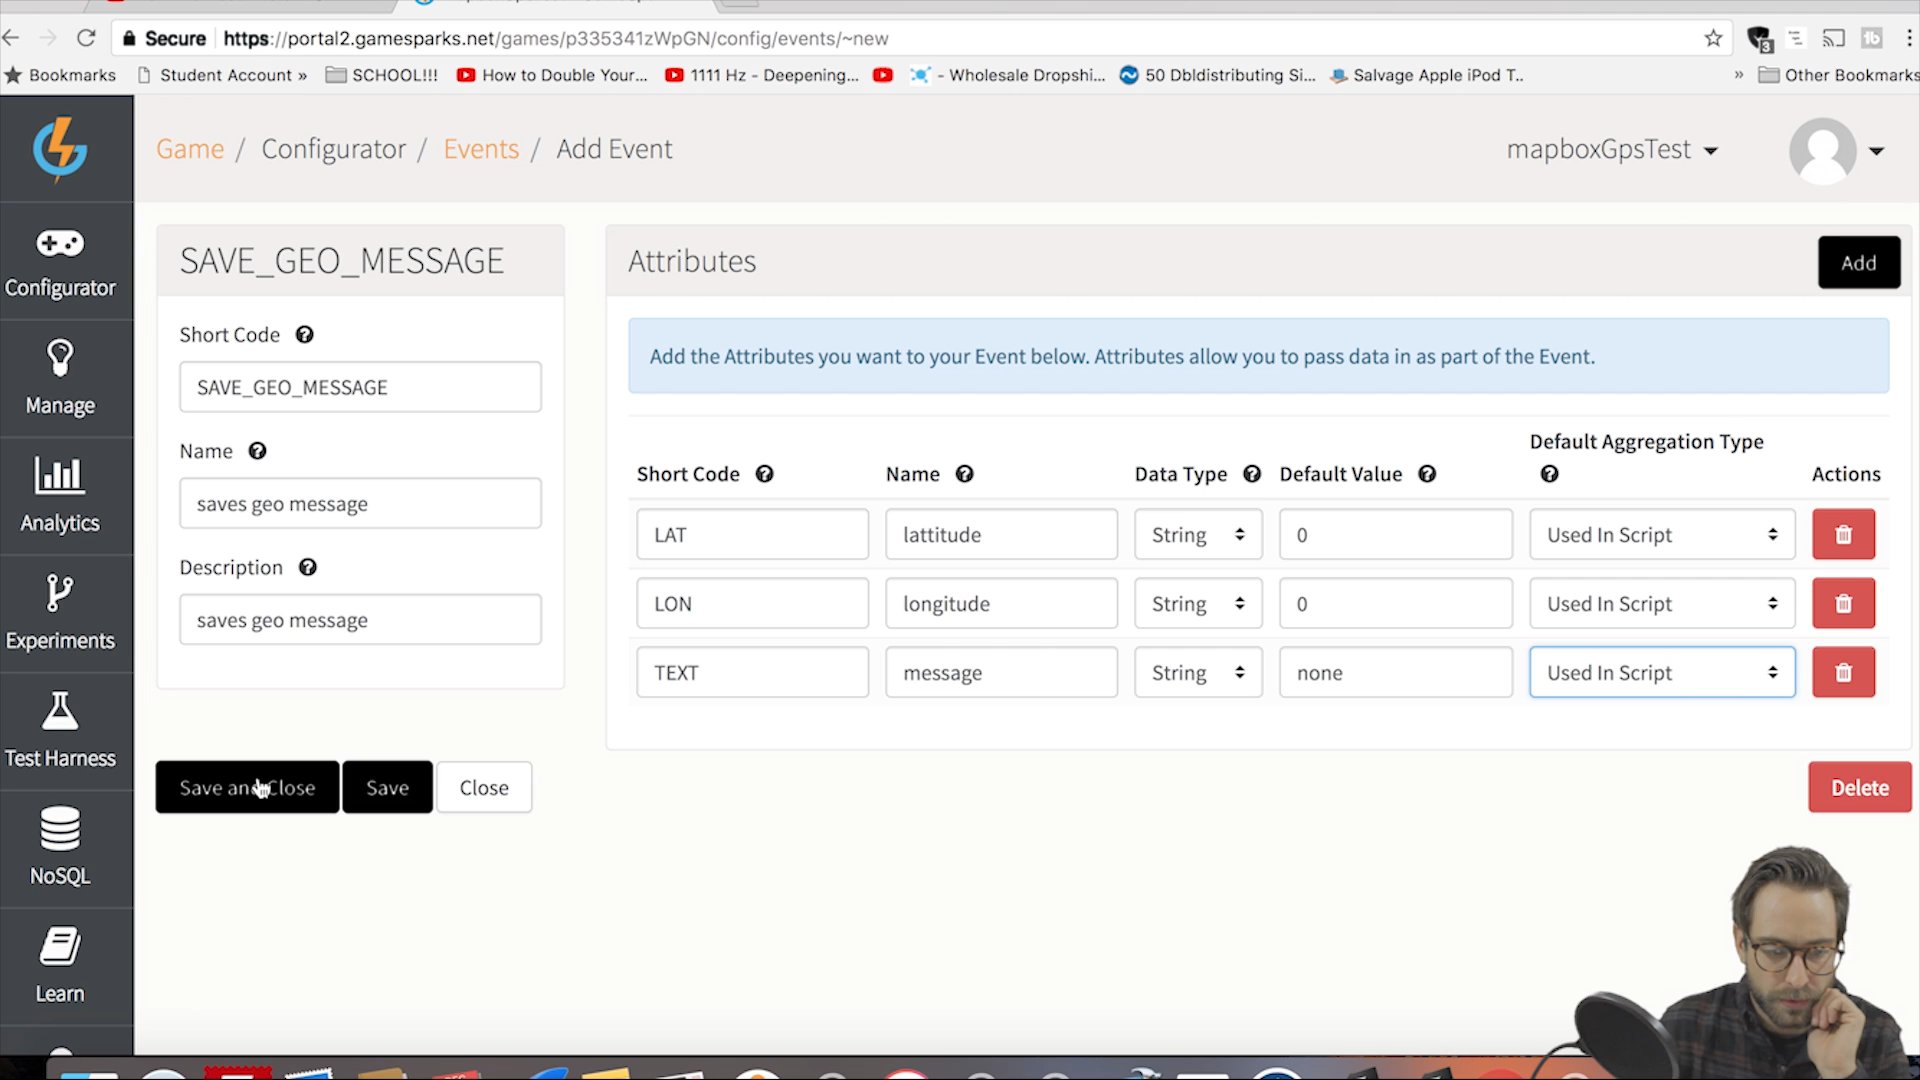 Secure https://portal2.gamesparks.net/games/p335341zWpGN/config/events/~new
3
Bookmarks Student Account » SCHOOL!!! How to Double Your... 1111 Hz - Deepening... - Wholesale Dropshi... 50 Dbldistributing Si... Salvage Apple iPod T.. » Other Bookmarks
Game / Configurator / Events / Add Event
mapboxGpsTest
Configurator
Manage
Analytics
Experiments
Test Harness
NoSQL
Learn
SAVE_GEO_MESSAGE
Short Code
SAVE_GEO_MESSAGE
Name
saves geo message
Description
saves geo message
Save and Close Save Close
Attributes
Add
Add the Attributes you want to your Event below. Attributes allow you to pass data in as part of the Event.
Short Code Name Data Type Default Value Default Aggregation Type Actions
LAT lattitude String 0 Used In Script
LON longitude String 0 Used In Script
TEXT message String none Used In Script
Delete